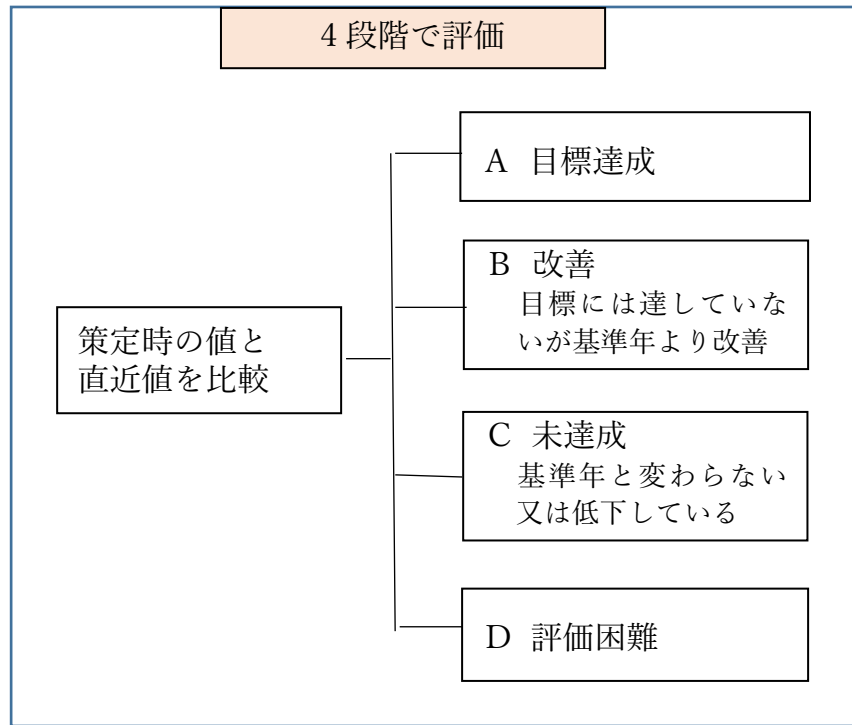 4段階で評価
策定時の値と
直近値を比較
A 目標達成
B 改善
目標には達していな
いが基準年より改善
C 未達成
基準年と変わらない
又は低下している
D 評価困難